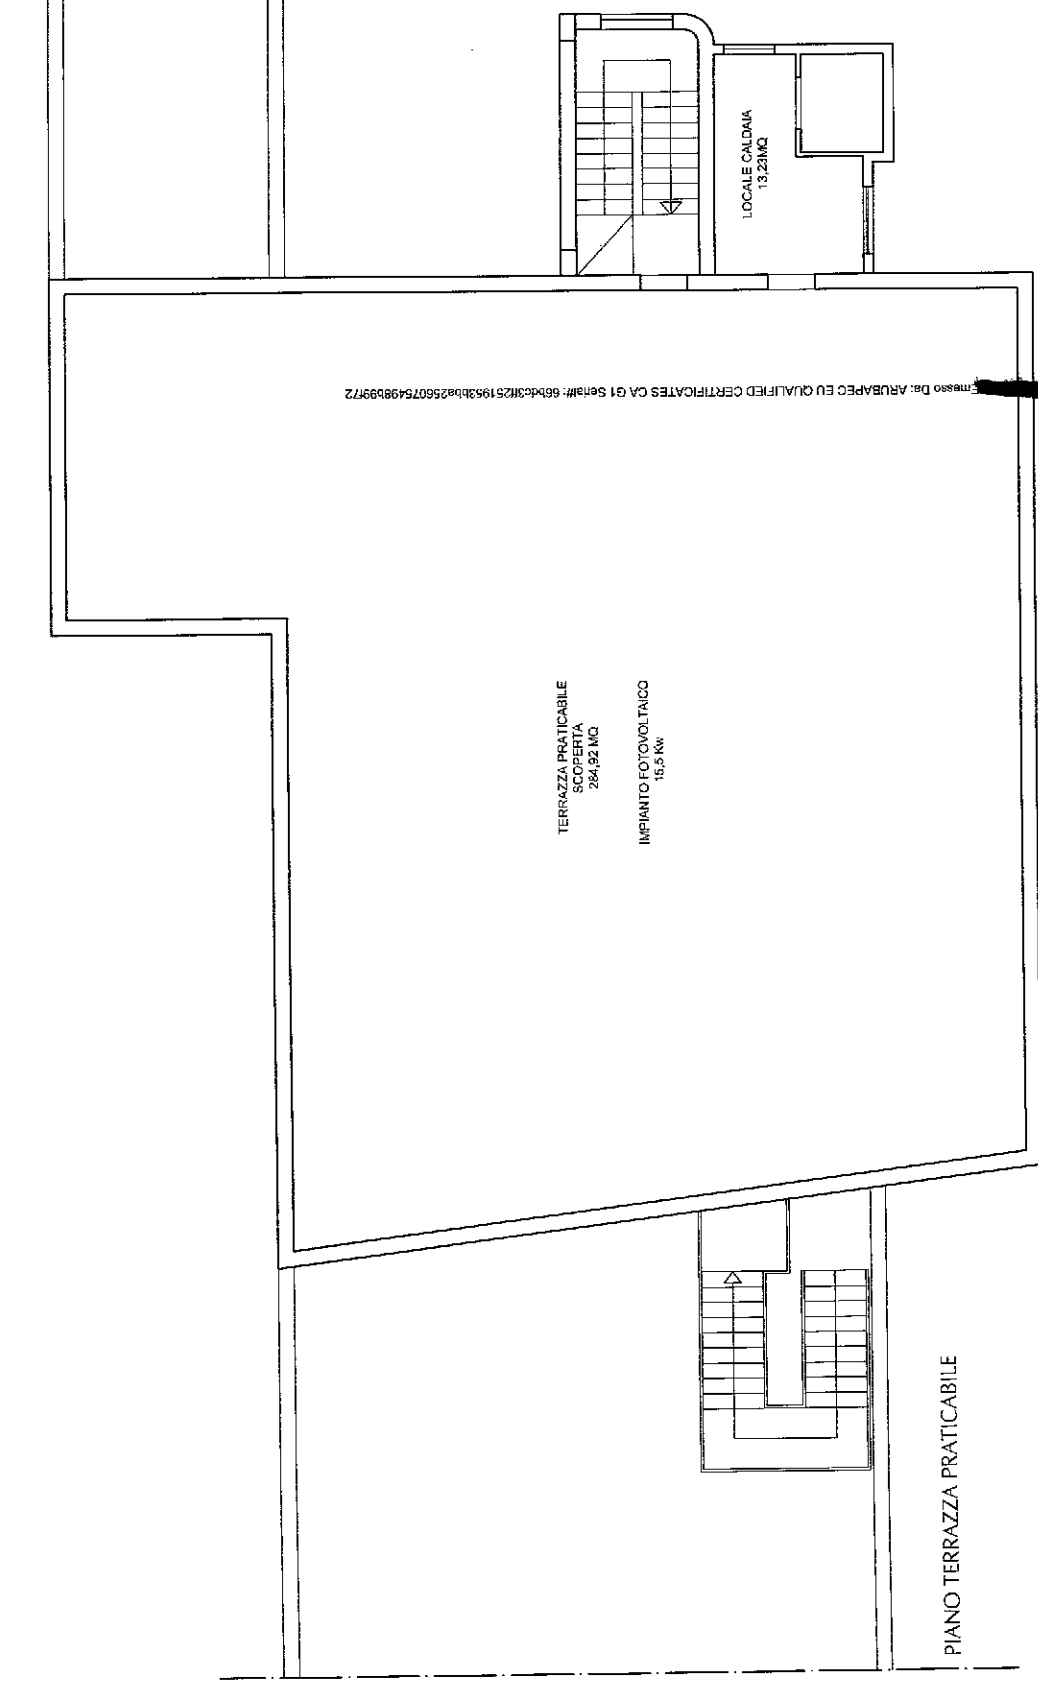 LOCALE CALDAIA
13,23MQ
Emesso Da: ARUBAPEC EU QUALIFIED CERTIFICATES CA G1 Serial#:
TERRAZZA PRATICABILE
SCOPERTA
284,92 MQ
IMPIANTO FOTOVOLTAICO
15,5 Kw
PIANO TERRAZZA PRATICABILE